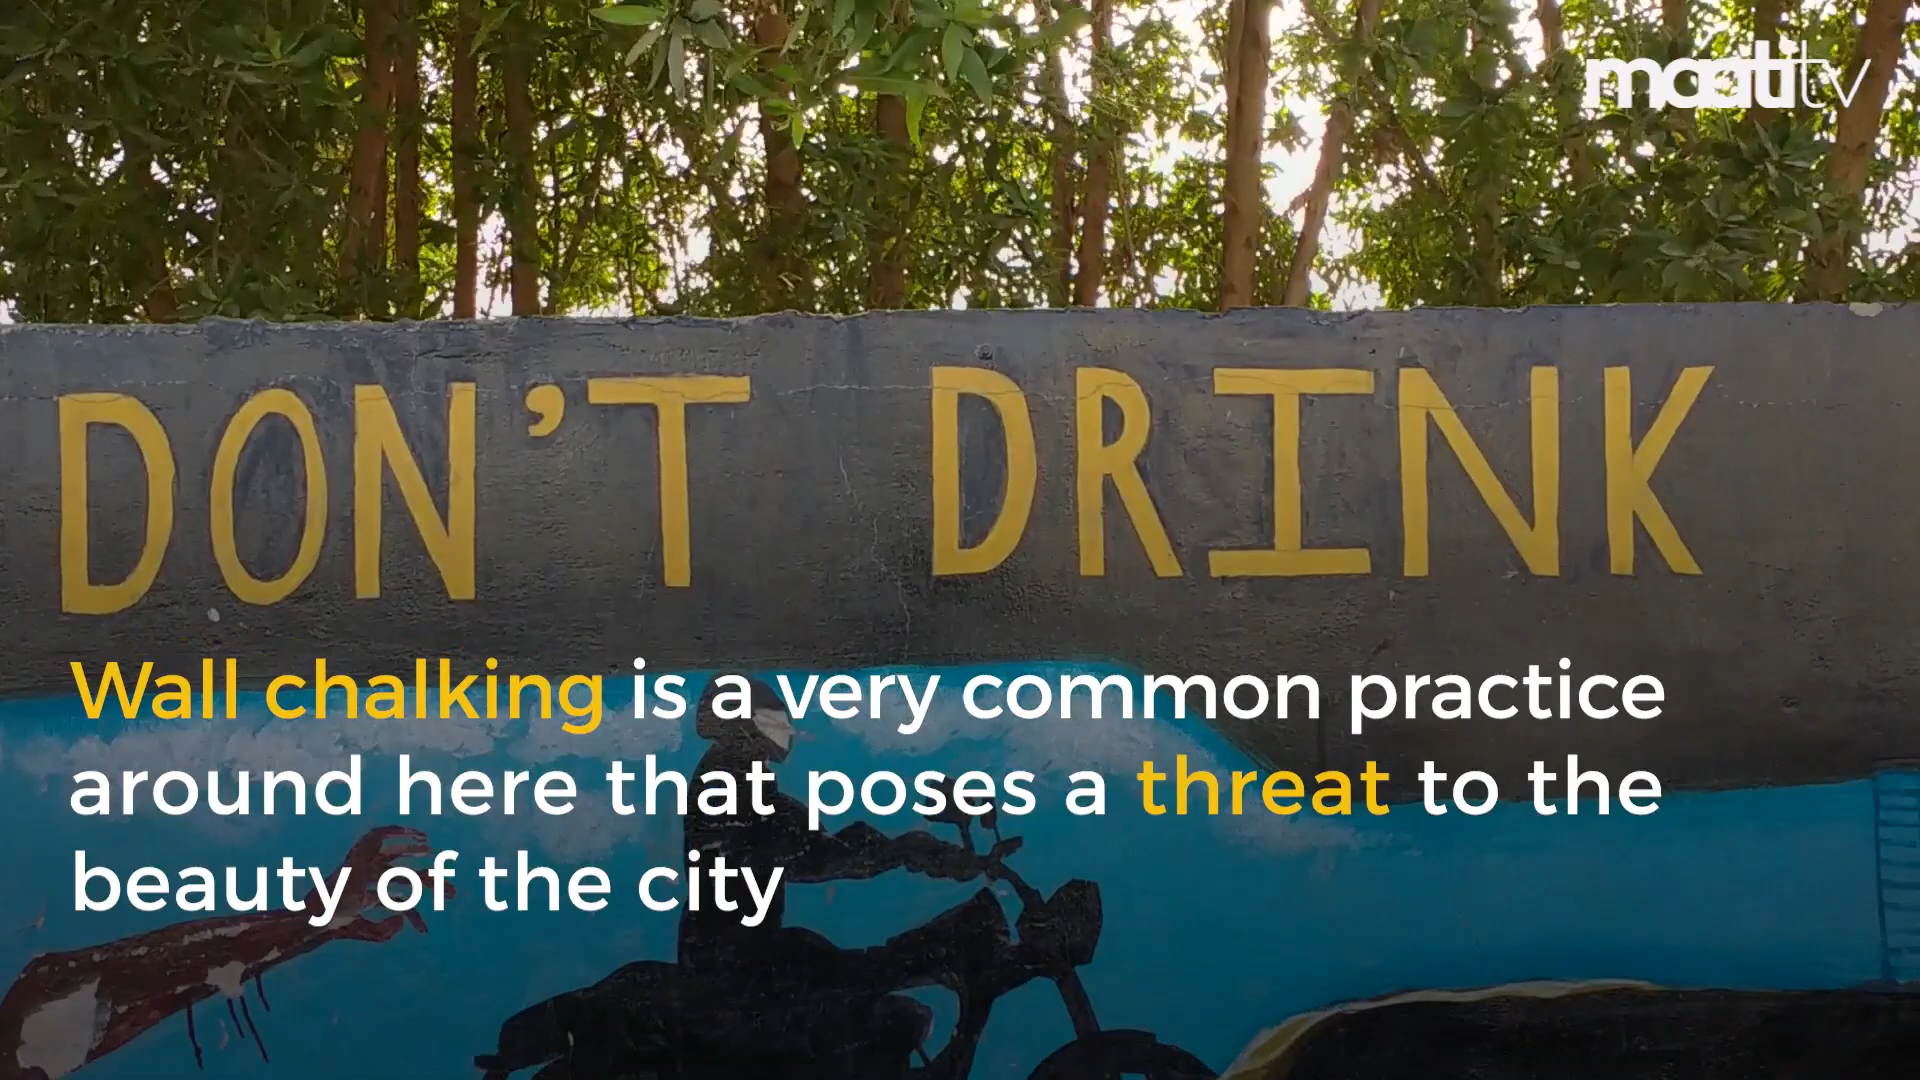 maatitv
DON'T DRINK
Wall chalking is a very common practice
around here that poses a threat to the
beauty of the city